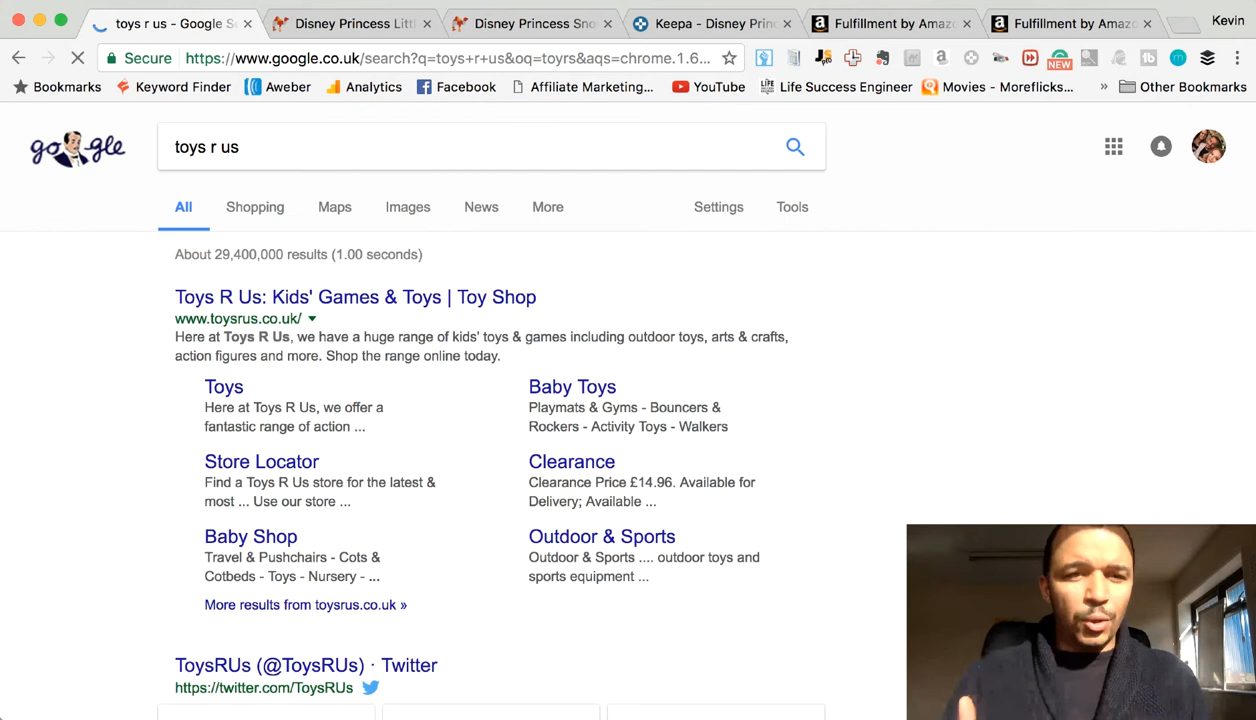 toys r us - Google S
Disney Princess Littl
Disney Princess Sno
Keepa - Disney Princ
Fulfillment by Amazo
Fulfillment by Amazo
Kevin
Secure
https://www.google.co.uk/search?q=toys+r+us&oq=toyrs&aqs=chrome.1.6...
NEW
Bookmarks
Keyword Finder
Aweber
Analytics
Facebook
Affiliate Marketing...
YouTube
Life Success Engineer
Movies - Moreflicks...
»
Other Bookmarks
toys r us
All
Shopping
Maps
Images
News
More
Settings
Tools
About 29,400,000 results (1.00 seconds)
Toys R Us: Kids' Games & Toys | Toy Shop
www.toysrus.co.uk/
Here at Toys R Us, we have a huge range of kids' toys & games including outdoor toys, arts & crafts,
action figures and more. Shop the range online today.
Toys
Here at Toys R Us, we offer a
fantastic range of action ...
Baby Toys
Playmats & Gyms - Bouncers &
Rockers - Activity Toys - Walkers
Store Locator
Find a Toys R Us store for the latest &
most ... Use our store ...
Clearance
Clearance Price £14.96. Available for
Delivery; Available ...
Baby Shop
Travel & Pushchairs - Cots &
Cotbeds - Toys - Nursery - ...
Outdoor & Sports
Outdoor & Sports .... outdoor toys and
sports equipment ...
More results from toysrus.co.uk »
ToysRUs (@ToysRUs) · Twitter
https://twitter.com/ToysRUs